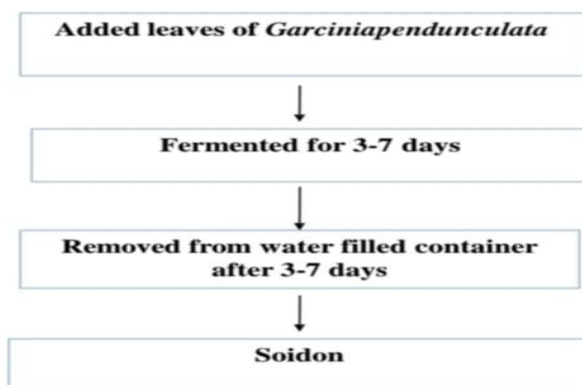 Added leaves of Garciniapendunculata
Fermented for 3-7 days
Removed from water filled container
after 3-7 days
Soidon